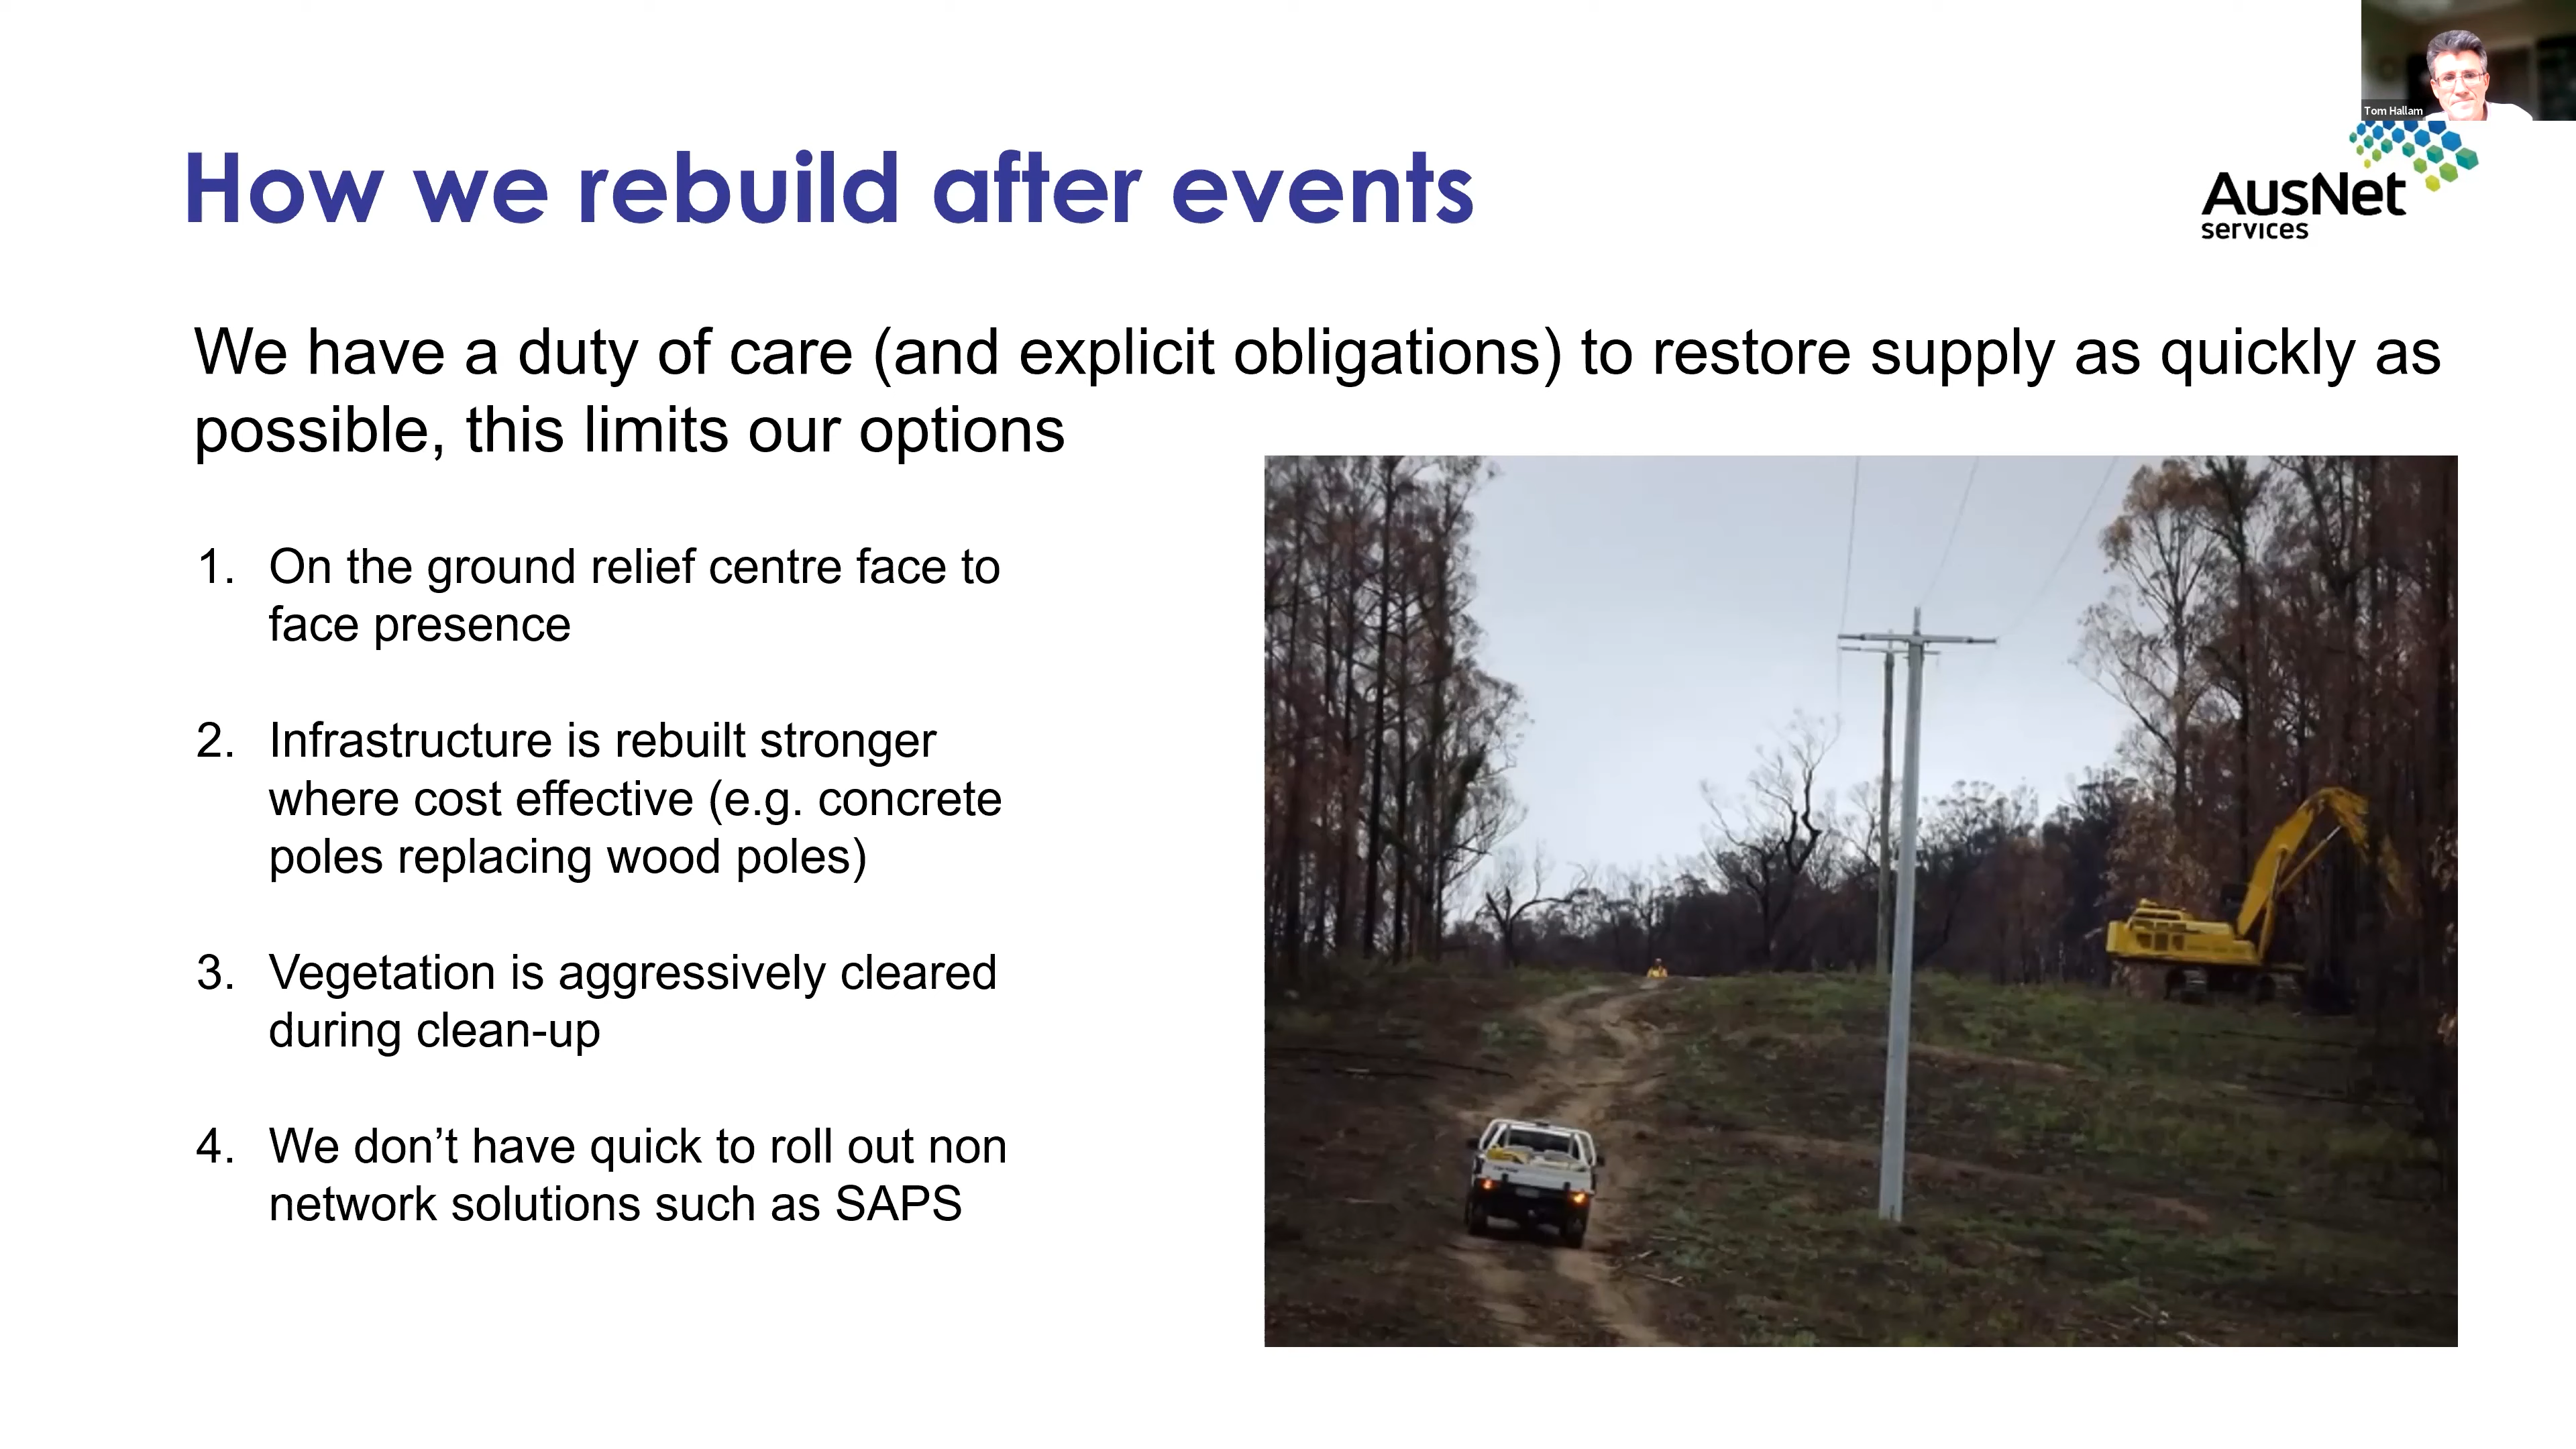 Tom Hallam
How we rebuild after events
AusNet
services
We have a duty of care (and explicit obligations) to restore supply as quickly as
possible, this limits our options
1. On the ground relief centre face to
face presence
2. Infrastructure is rebuilt stronger
where cost effective (e.g. concrete
poles replacing wood poles)
3. Vegetation is aggressively cleared
during clean-up
4. We don’t have quick to roll out non
network solutions such as SAPS